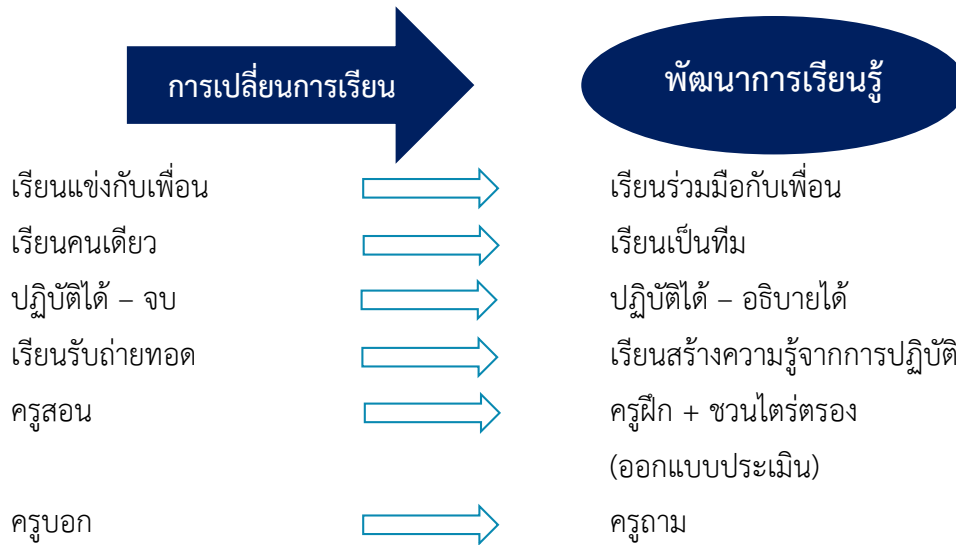 การเปลี่ยนการเรียน พัฒนาการเรียนรู้
เรียนแข่งกับเพื่อน เรียนร่วมมือกับเพื่อน
เรียนคนเดียว เรียนเป็นทีม
ปฏิบัติได้ – จบ ปฏิบัติได้ – อธิบายได้
เรียนรับถ่ายทอด เรียนสร้างความรู้จากการปฏิบัติ
ครูสอน ครูฝึก + ชวนไตร่ตรอง
(ออกแบบประเมิน)
ครูบอก ครูถาม